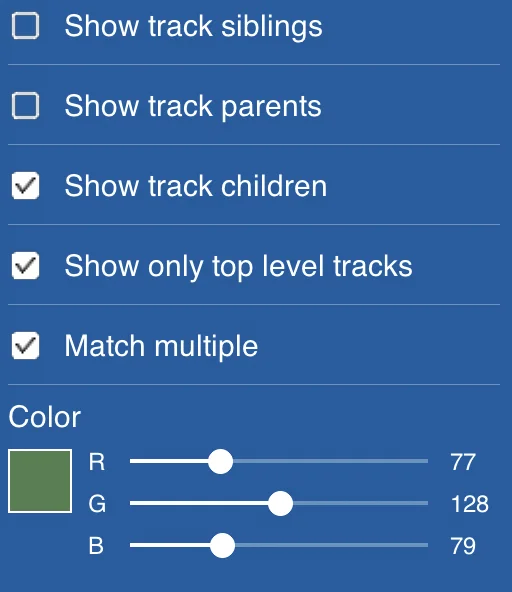 Show track siblings
Show track parents
Show track children
Show only top level tracks
Match multiple
Color
R 77
G 128
B 79